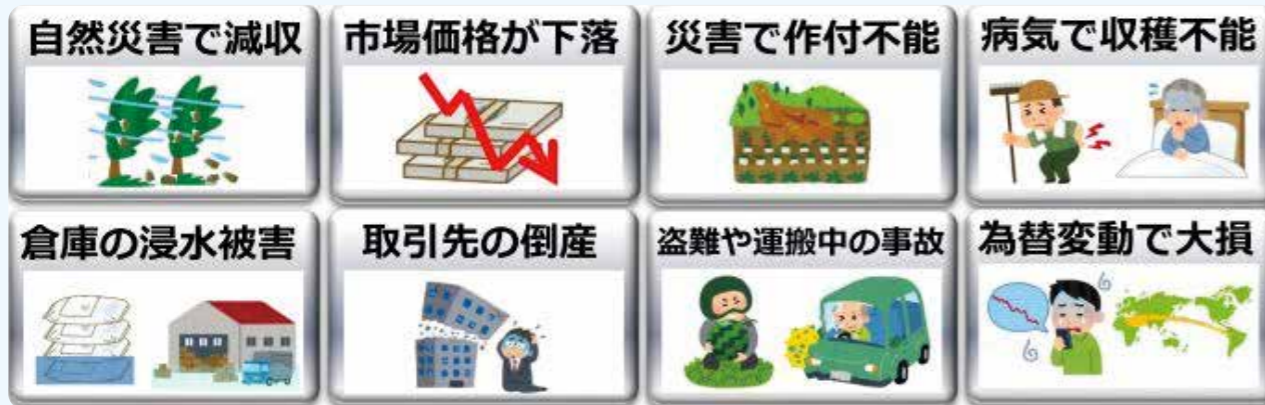 自然災害で減収
市場価格が下落
災害で作付不能
病気で収穫不能
倉庫の浸水被害
取引先の倒産
盗難や運搬中の事故
為替変動で大損